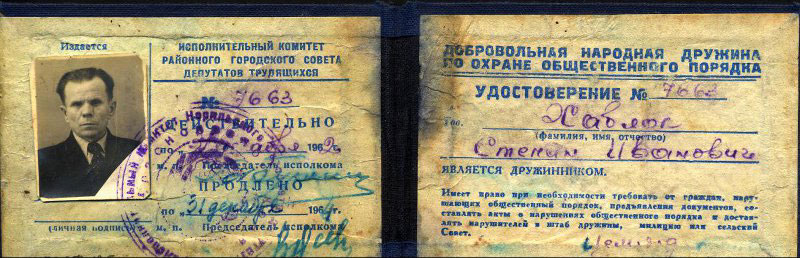 Издается
ИСПОЛНИТЕЛЬНЫЙ КОМИТЕТ
РАЙОННОГО ГОРОДСКОГО СОВЕТА
ДЕПУТАТОВ ТРУДЯЩИХСЯ
№ 7663
ДЕЙСТВИТЕЛЬНО
по 196
м. п. Председатель исполкома
ПРОДЛЕНО
по 31 декабря 196
(личная подпись) м. п. Председатель исполкома
ДОБРОВОЛЬНАЯ НАРОДНАЯ ДРУЖИНА
ПО ОХРАНЕ ОБЩЕСТВЕННОГО ПОРЯДКА
УДОСТОВЕРЕНИЕ № 7663
тов.
(фамилия, имя, отчество)
Степан Иванович
ЯВЛЯЕТСЯ ДРУЖИННИКОМ.
Имеет право при необходимости требовать от граждан, нару-
шающих общественный порядок, предъявления документов, со-
ставлять акты о нарушениях общественного порядка и достав-
лять нарушителей в штаб дружины, милицию или сельский
Совет.